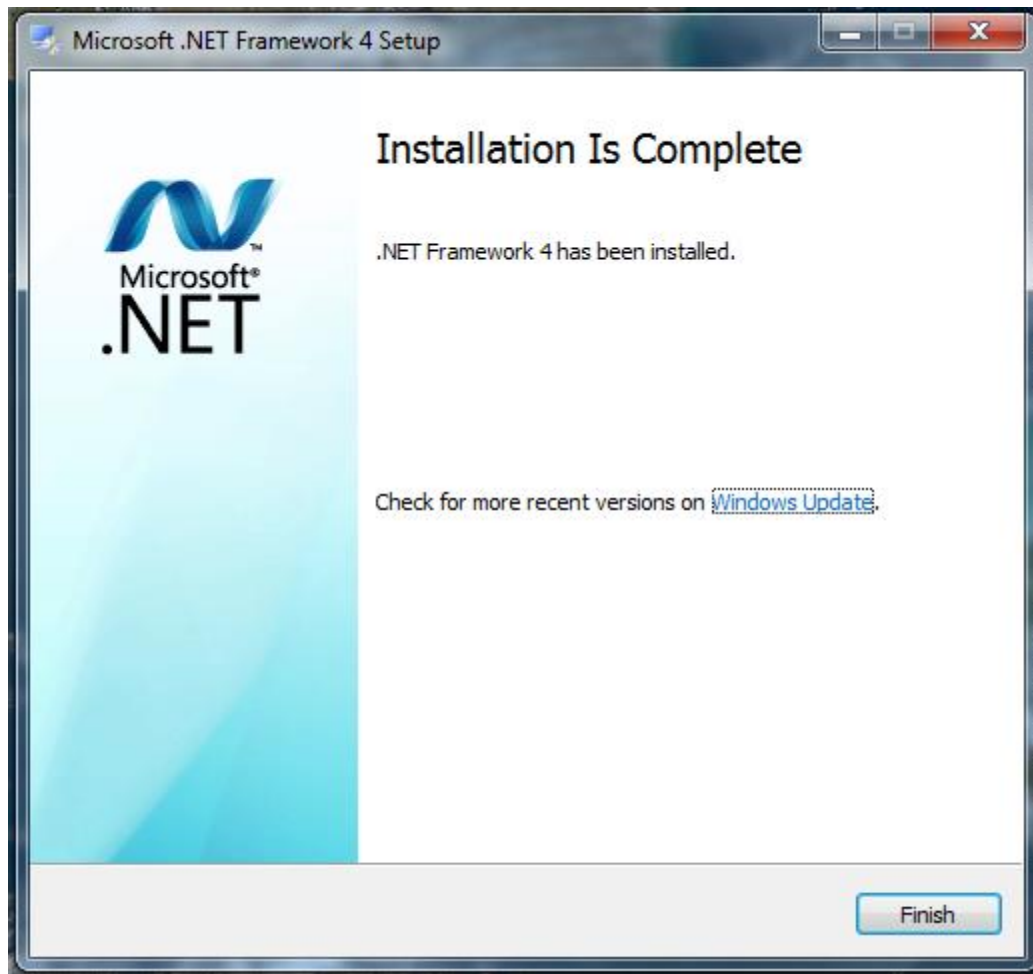 Microsoft .NET Framework 4 Setup
Installation Is Complete
Microsoft®
.NET
TM
.NET Framework 4 has been installed.
Check for more recent versions on Windows Update.
Finish